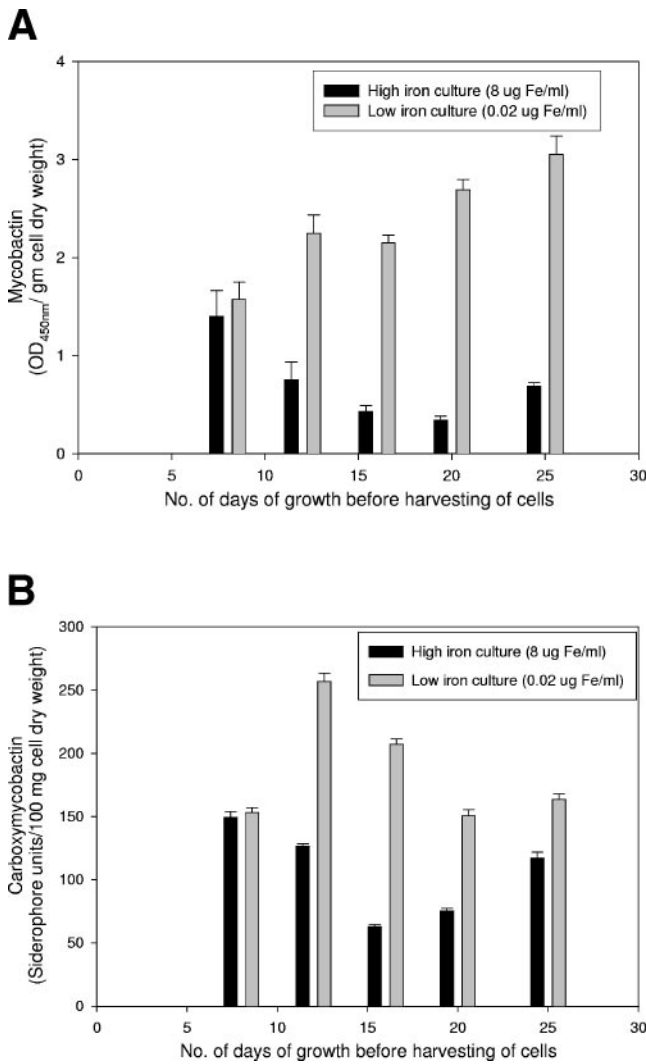 A
Mycobactin
(OD450nm/ gm cell dry weight)
4
3
2
1
0
High iron culture (8 ug Fe/ml)
Low iron culture (0.02 ug Fe/ml)
0 5 10 15 20 25 30
No. of days of growth before harvesting of cells
B
Carboxymycobactin
(Siderophore units/100 mg cell dry weight)
300
250
200
150
100
50
0
High iron culture (8 ug Fe/ml)
Low iron culture (0.02 ug Fe/ml)
0 5 10 15 20 25 30
No. of days of growth before harvesting of cells